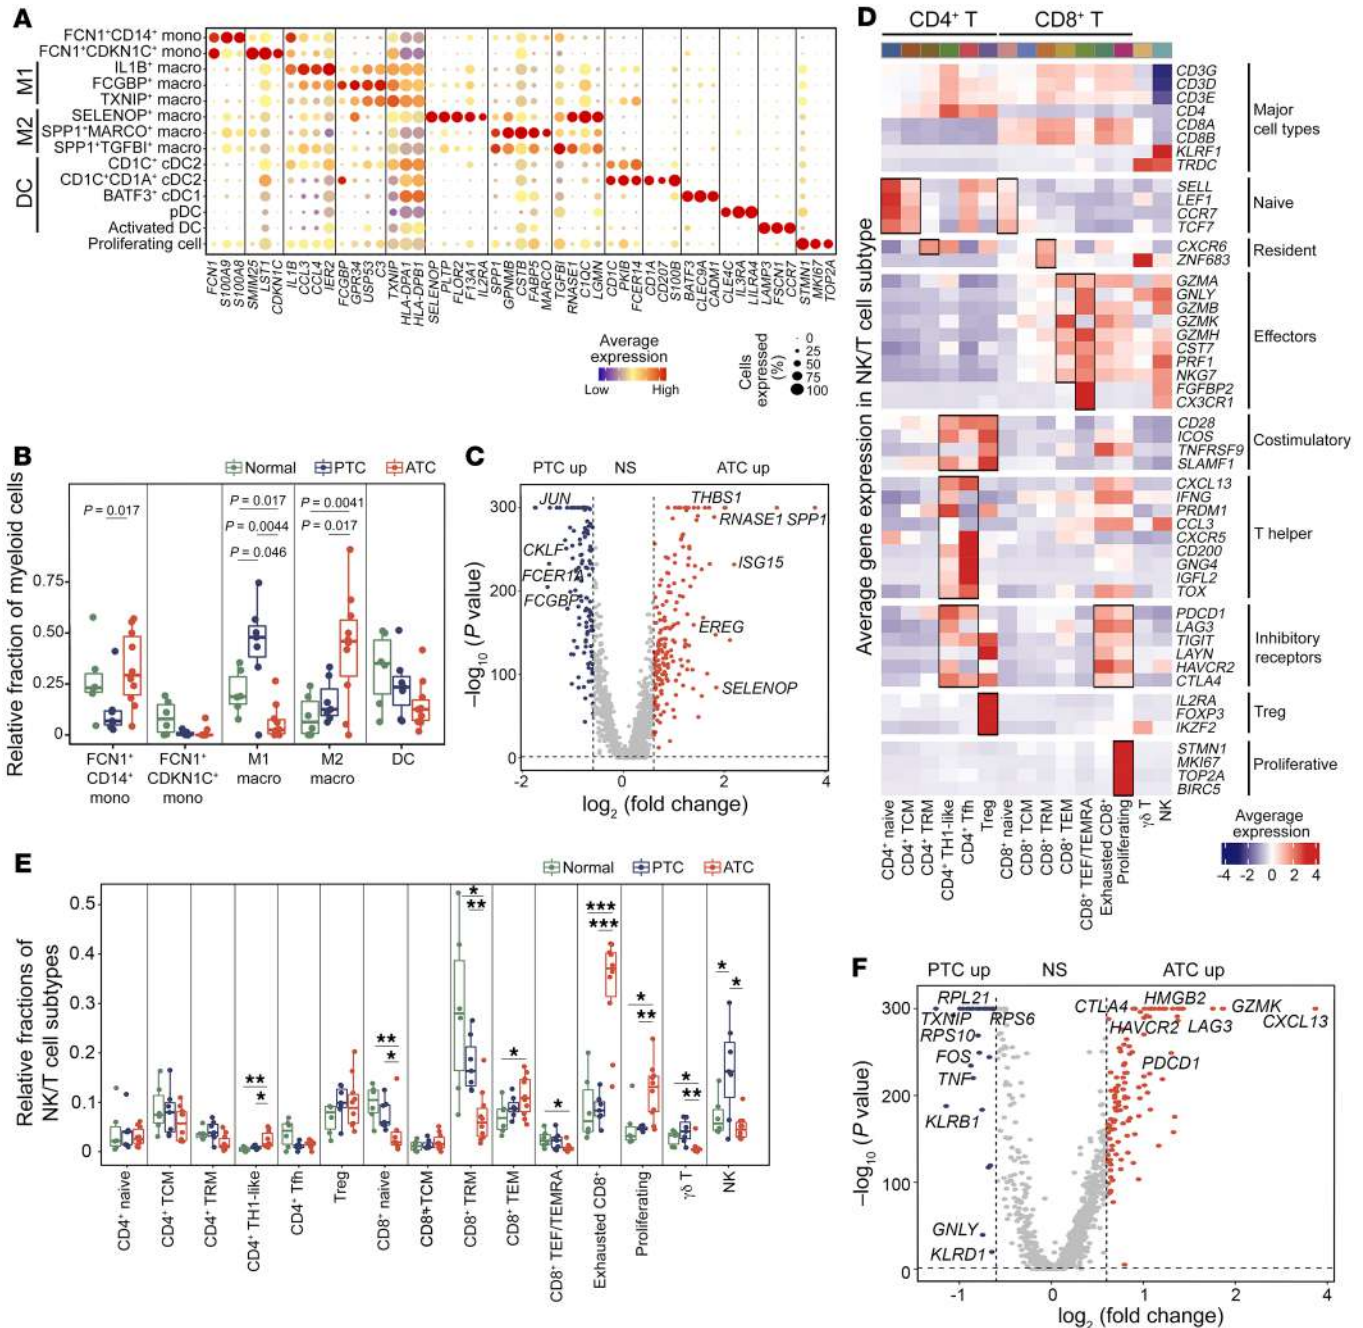 A
FCN1⁺CD14⁺ mono
FCN1⁺CDKN1C⁺ mono
IL1B⁺ macro
FCGBP⁺ macro
TXNIP⁺ macro
SELENOP⁺ macro
SPP1⁺MARCO⁺ macro
SPP1⁺TGFBI⁺ macro
CD1C⁺ cDC2
CD1C⁺CD1A⁺ cDC2
BATF3⁺ cDC1
pDC
Activated DC
Proliferating cell
M1
M2
DC
FCN1
S100A9
S100A8
SMIM25
LST1
CDKN1C
IL1B
CCL3
CCL4
IER2
FCGBP
GPR34
USP53
C3
TXNIP
HLA-DPA1
HLA-DPB1
SELENOP
PLTP
FLOR2
F13A1
IL2RA
SPP1
GPNMB
CSTB
FABP5
MARCO
TGFBI
RNASE1
C1QC
LGMN
CD1C
PKIB
FCER14
CD1A
CD207
S100B
BATF3
CLEC9A
CADM1
CLE4C
IL3RA
LILRA4
LAMP3
FSCN1
CCR7
STMN1
MKI67
TOP2A
Average
expression
Low High
Cells
expressed
(%)
0
25
50
75
100
B
Normal PTC ATC
P = 0.017
P = 0.017
P = 0.0044
P = 0.046
P = 0.0041
P = 0.017
Relative fraction of myeloid cells
0.75
0.50
0.25
0
FCN1⁺
CD14⁺
mono
FCN1⁺
CDKN1C⁺
mono
M1
macro
M2
macro
DC
C
PTC up NS ATC up
JUN
THBS1
RNASE1 SPP1
CKLF
ISG15
FCER1A
FCGBP
EREG
SELENOP
−log₁₀ (P value)
300
200
100
0
−2 0 2 4
log₂ (fold change)
D
CD4⁺ T CD8⁺ T
Average gene expression in NK/T cell subtype
CD3G
CD3D
CD3E
CD4
CD8A
CD8B
KLRF1
TRDC
Major
cell types
SELL
LEF1
CCR7
TCF7
Naive
CXCR6
ZNF683
Resident
GZMA
GNLY
GZMB
GZMK
GZMH
CST7
PRF1
NKG7
FGFBP2
CX3CR1
Effectors
CD28
ICOS
TNFRSF9
SLAMF1
Costimulatory
CXCL13
IFNG
PRDM1
CCL3
CXCR5
CD200
GNG4
IGFL2
TOX
T helper
PDCD1
LAG3
TIGIT
LAYN
HAVCR2
CTLA4
Inhibitory
receptors
IL2RA
FOXP3
IKZF2
Treg
STMN1
MKI67
TOP2A
BIRC5
Proliferative
CD4⁺ naive
CD4⁺ TCM
CD4⁺ TRM
CD4⁺ TH1-like
CD4⁺ Tfh
Treg
CD8⁺ naive
CD8⁺ TCM
CD8⁺ TRM
CD8⁺ TEM
CD8⁺ TEF/TEMRA
Exhausted CD8⁺
Proliferating
γδ T
NK
Avgerage
expression
-4 -2 0 2 4
E
Normal PTC ATC
Relative fractions of
NK/T cell subtypes
0.5
0.4
0.3
0.2
0.1
0
** *
** *
* **
*
*
*** ***
* **
* **
* *
CD4⁺ naive
CD4⁺ TCM
CD4⁺ TRM
CD4⁺ TH1-like
CD4⁺ Tfh
Treg
CD8⁺ naive
CD8⁺TCM
CD8⁺ TRM
CD8⁺ TEM
CD8⁺ TEF/TEMRA
Exhausted CD8⁺
Proliferating
γδ T
NK
F
PTC up NS ATC up
RPL21
TXNIP
RPS6
RPS10
FOS
TNF
KLRB1
GNLY
KLRD1
CTLA4
HMGB2
GZMK
HAVCR2
LAG3
CXCL13
PDCD1
−log₁₀ (P value)
300
200
100
0
-1 0 1 2 4
log₂ (fold change)